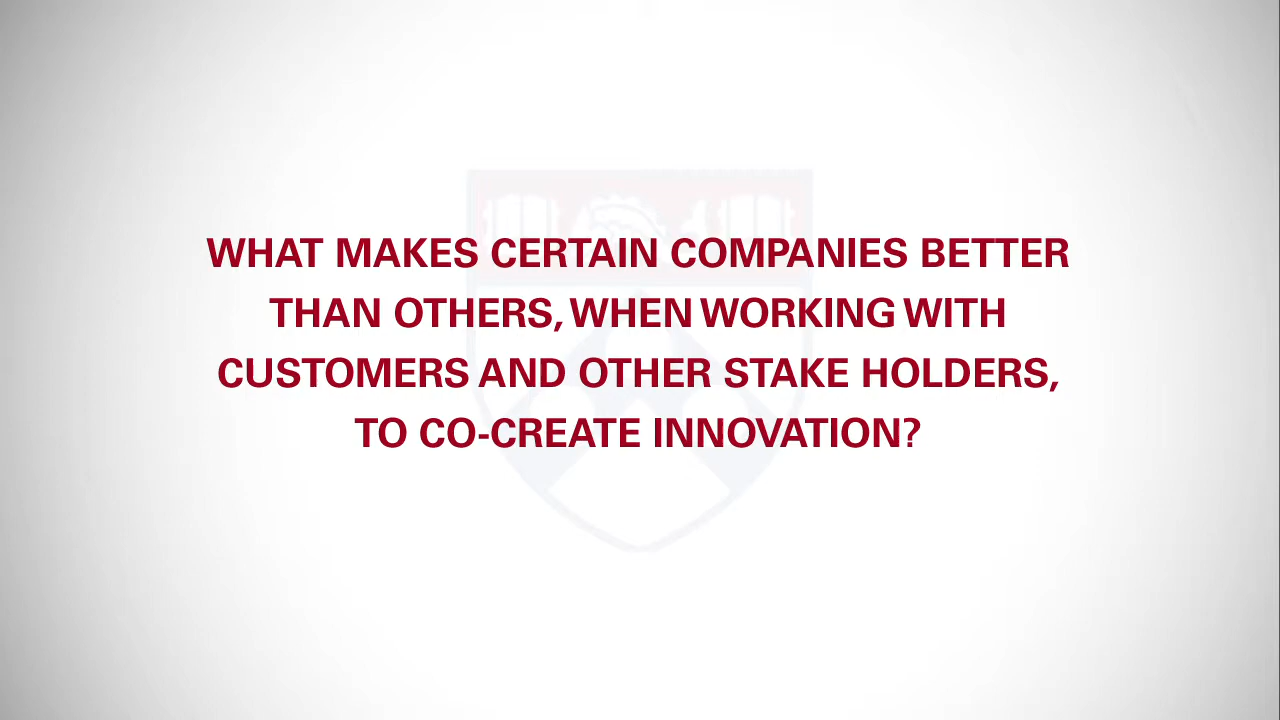 WHAT MAKES CERTAIN COMPANIES BETTER
THAN OTHERS, WHEN WORKING WITH
CUSTOMERS AND OTHER STAKE HOLDERS,
TO CO-CREATE INNOVATION?